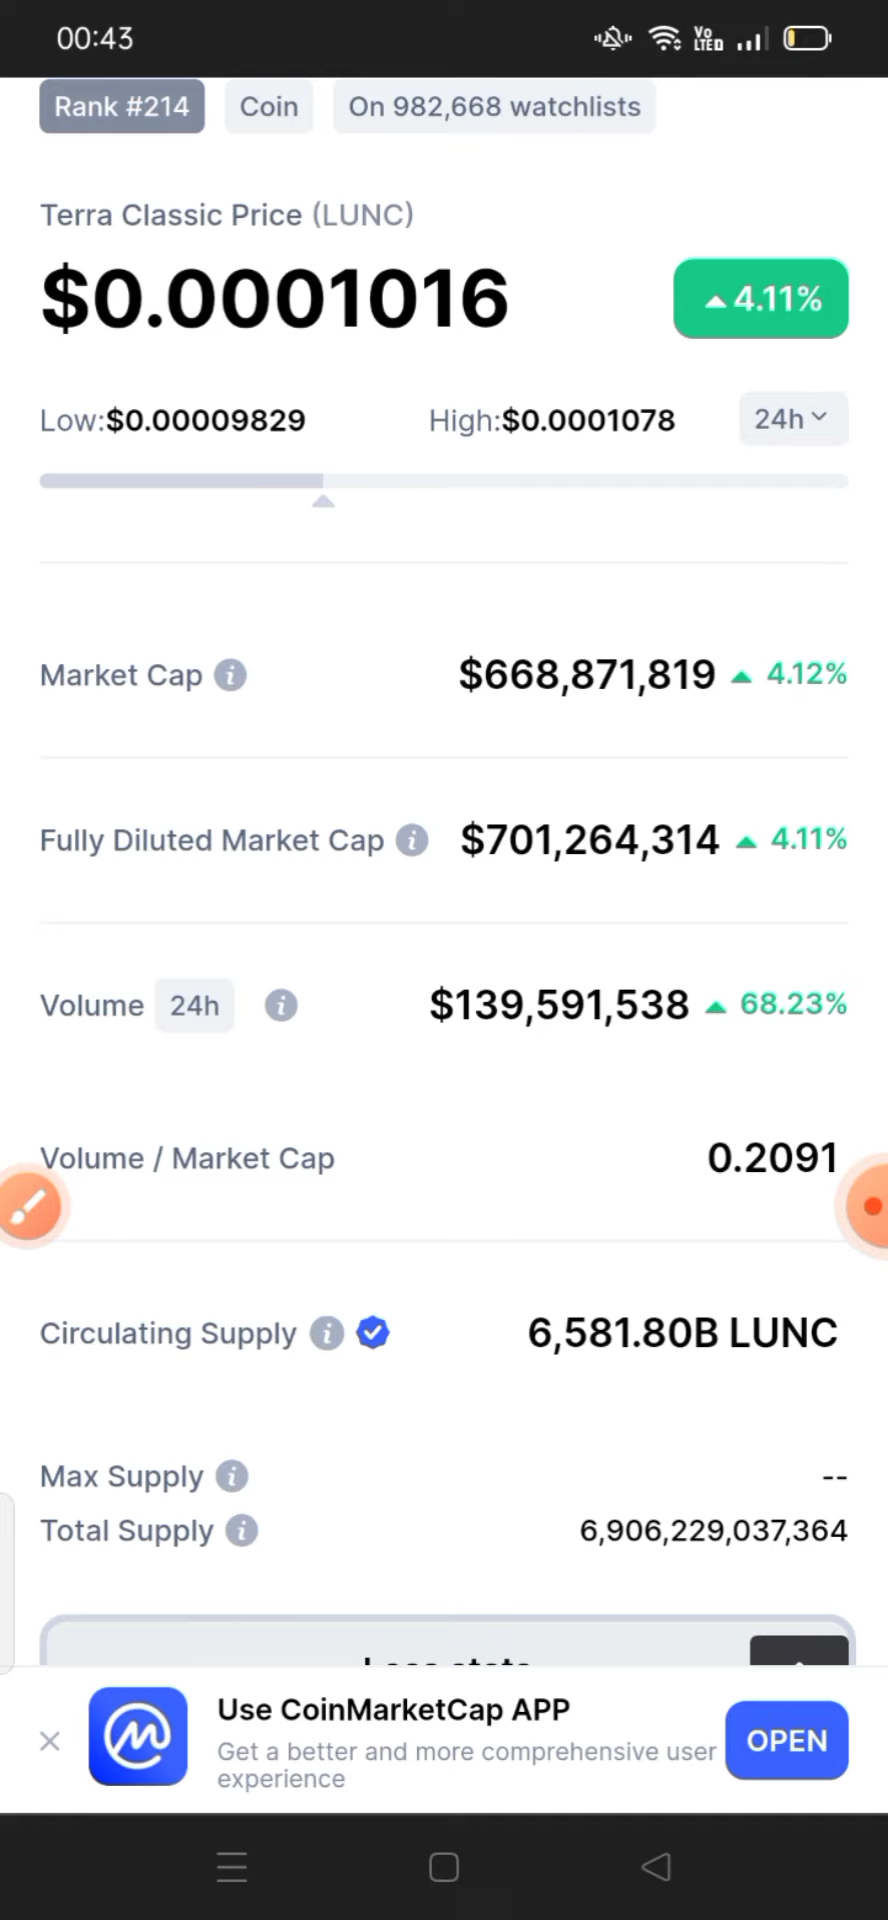 00:43
Vo LTED
Rank #214 Coin On 982,668 watchlists
Terra Classic Price (LUNC)
$0.0001016 4.11%
Low:$0.00009829 High:$0.0001078 24h
Market Cap $668,871,819 4.12%
Fully Diluted Market Cap $701,264,314 4.11%
Volume 24h $139,591,538 68.23%
Volume / Market Cap 0.2091
Circulating Supply 6,581.80B LUNC
Max Supply --
Total Supply 6,906,229,037,364
Less stats
Use CoinMarketCap APP
Get a better and more comprehensive user
experience
OPEN